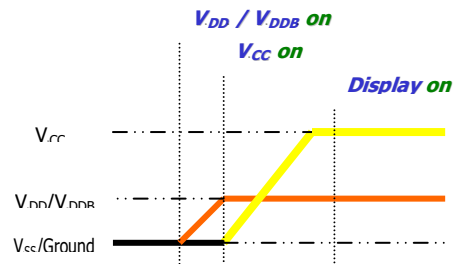 VDD / VDDB on
VCC on
Display on
VCC
VDD/VDDB
VSS/Ground